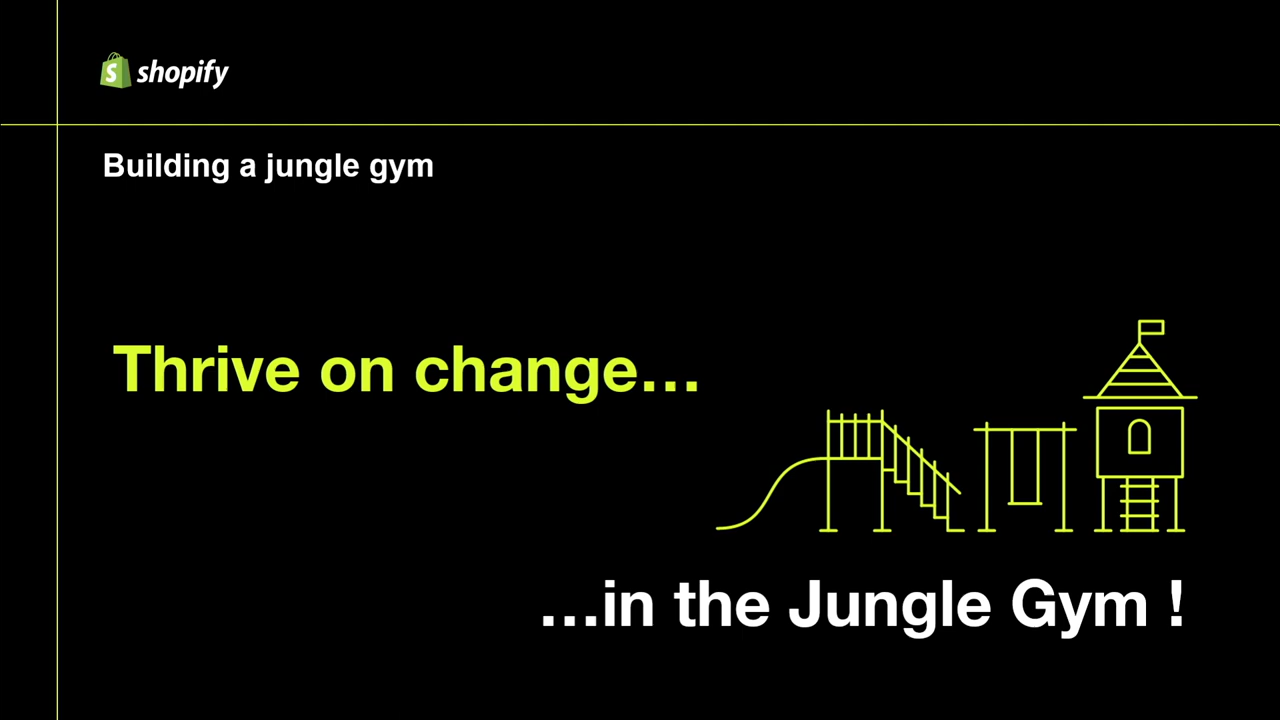 shopify
Building a jungle gym
Thrive on change...
...in the Jungle Gym !